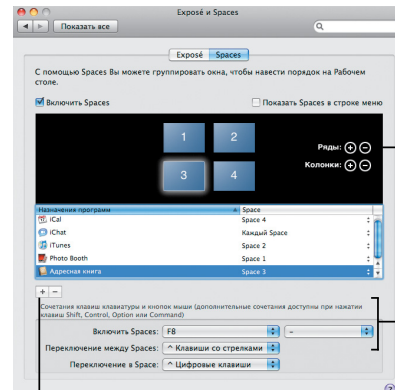 Exposé и Spaces
Показать все
Exposé Spaces
С помощью Spaces Вы можете группировать окна, чтобы навести порядок на Рабочем
столе.
Включить Spaces Показать Spaces в строке меню
1 2
Ряды:
Колонки:
3 4
Назначения программ Space
iCal Space 4
iChat Каждый Space
iTunes Space 2
Photo Booth Space 1
Адресная книга Space 3
+ −
Сочетания клавиш клавиатуры и кнопок мыши (дополнительные сочетания доступны при нажатии
клавиш Shift, Control, Option или Command)
Включить Spaces: F8 –
Переключение между Spaces: ^ Клавиши со стрелками
Переключение в Space: ^ Цифровые клавиши
?